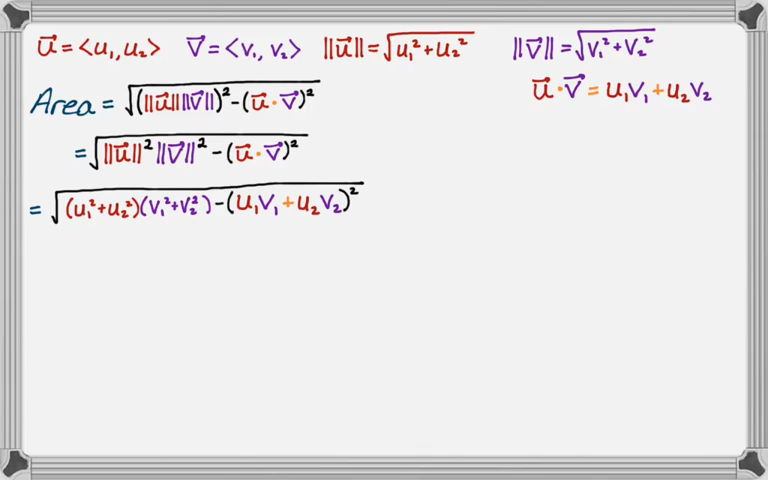 u⃗ = <u₁, u₂> v⃗ = <v₁, v₂> ||u⃗|| = √(u₁² + u₂²) ||v⃗|| = √(v₁² + v₂²)
u⃗ · v⃗ = u₁v₁ + u₂v₂
Area = √((||u⃗|| ||v⃗||)² - (u⃗ · v⃗)²)
= √(||u⃗||² ||v⃗||² - (u⃗ · v⃗)²)
= √((u₁² + u₂²)(v₁² + v₂²) - (u₁v₁ + u₂v₂)²)